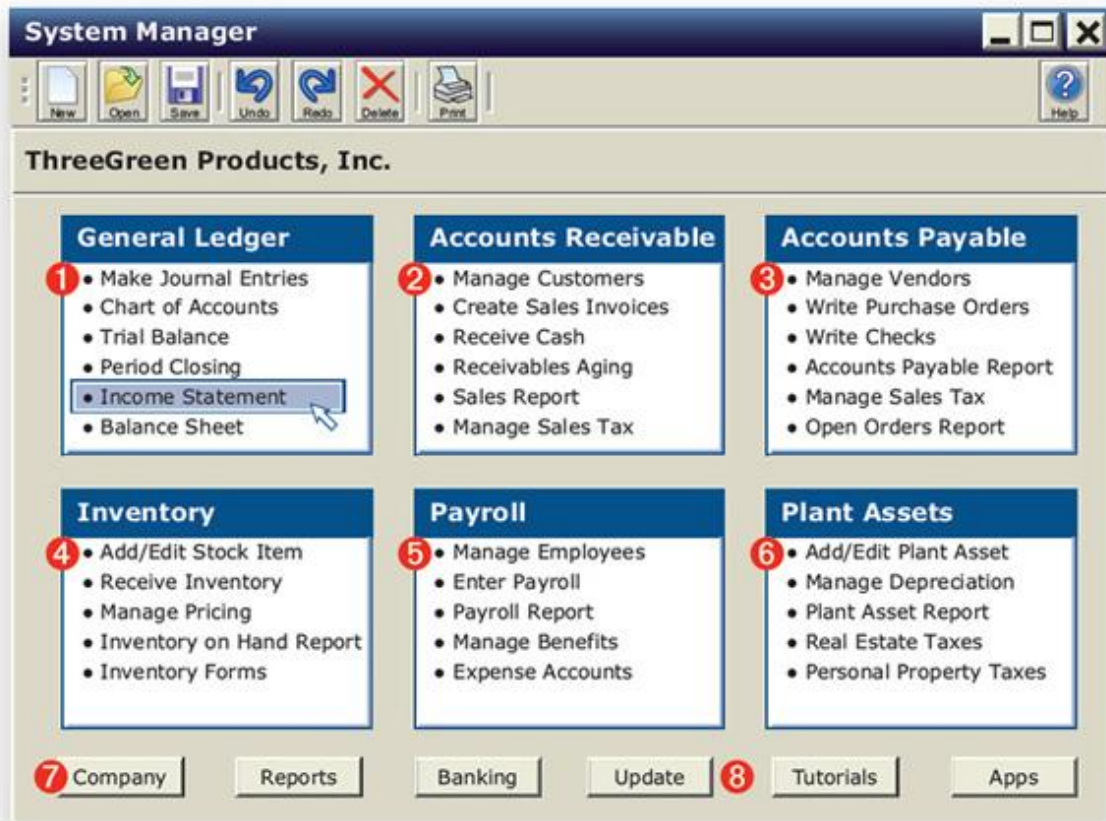 System Manager
New Open Save Undo Redo Delete Print Help
ThreeGreen Products, Inc.
General Ledger
1 • Make Journal Entries
• Chart of Accounts
• Trial Balance
• Period Closing
• Income Statement
• Balance Sheet
Accounts Receivable
2 • Manage Customers
• Create Sales Invoices
• Receive Cash
• Receivables Aging
• Sales Report
• Manage Sales Tax
Accounts Payable
3 • Manage Vendors
• Write Purchase Orders
• Write Checks
• Accounts Payable Report
• Manage Sales Tax
• Open Orders Report
Inventory
4 • Add/Edit Stock Item
• Receive Inventory
• Manage Pricing
• Inventory on Hand Report
• Inventory Forms
Payroll
5 • Manage Employees
• Enter Payroll
• Payroll Report
• Manage Benefits
• Expense Accounts
Plant Assets
6 • Add/Edit Plant Asset
• Manage Depreciation
• Plant Asset Report
• Real Estate Taxes
• Personal Property Taxes
7 Company Reports Banking Update 8 Tutorials Apps